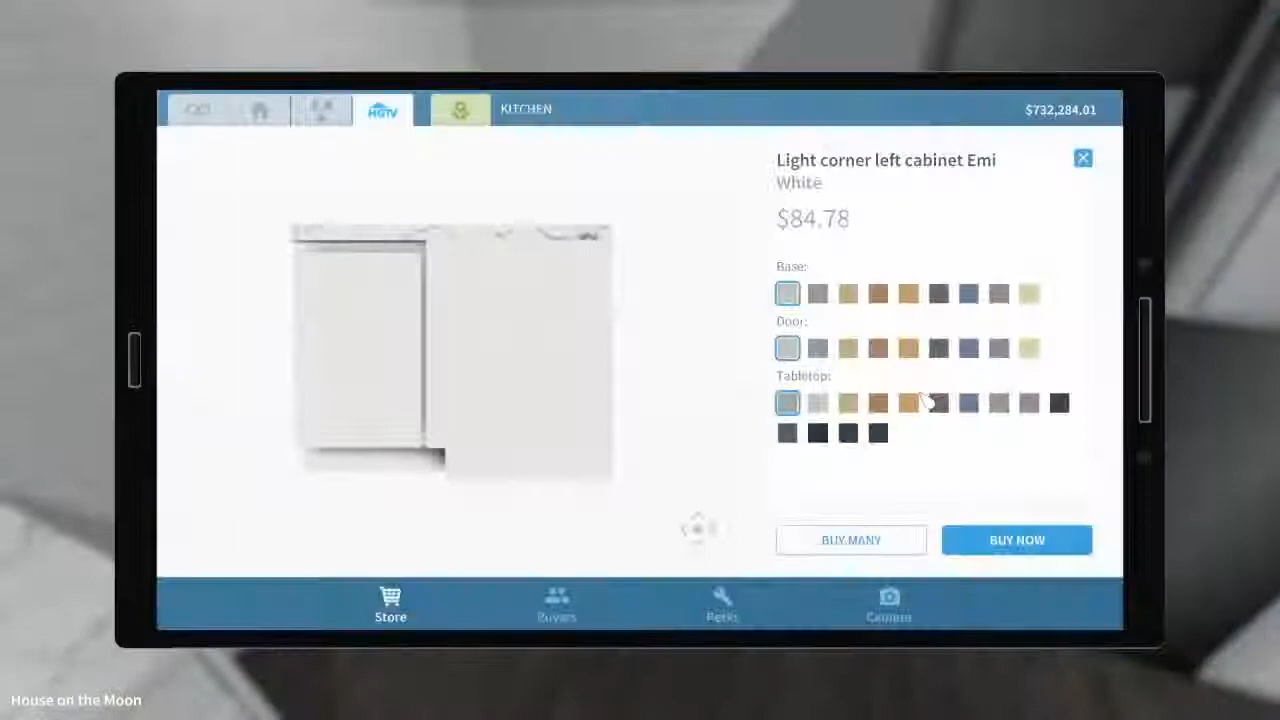 HGTV
KITCHEN
$732,284.01
Light corner left cabinet Emi
White
$84.78
Base:
Door:
Tabletop:
BUY MANY
BUY NOW
Store
Buyers
Perks
Camera
House on the Moon